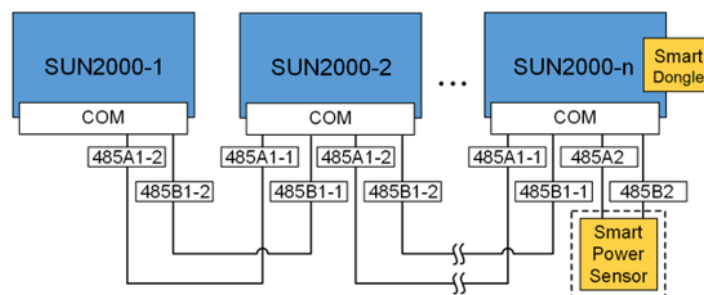 SUN2000-1
SUN2000-2
...
SUN2000-n
Smart
Dongle
COM
COM
COM
485A1-2
485A1-1
485A1-2
485A1-1
485A2
485B1-2
485B1-1
485B1-2
485B1-1
485B2
Smart
Power
Sensor